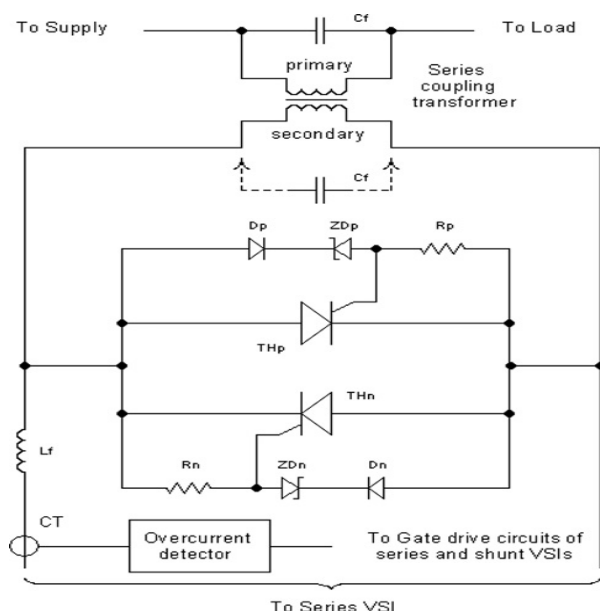 To Supply
Cf
To Load
primary
Series
coupling
transformer
secondary
Cf
Dp
ZDp
Rp
THp
THn
Lf
Rn
ZDn
Dn
CT
Overcurrent
detector
To Gate drive circuits of
series and shunt VSIs
To Series VSI